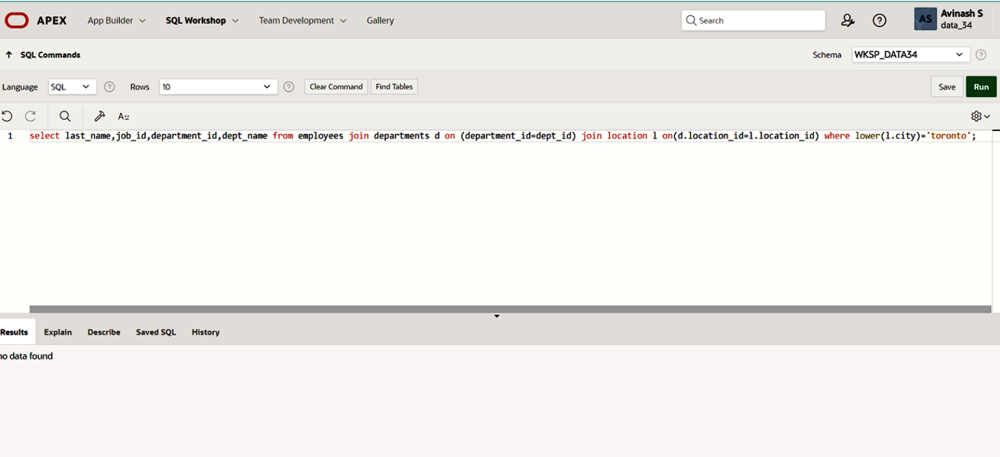 APEX App Builder SQL Workshop Team Development Gallery Search AS Avinash S
data_34
SQL Commands Schema WKSP_DATA34
Language SQL Rows 10 Clear Command Find Tables Save Run
A
1 select last_name,job_id,department_id,dept_name from employees join departments d on (department_id=dept_id) join location l on(d.location_id=l.location_id) where lower(l.city)='toronto';
Results Explain Describe Saved SQL History
no data found